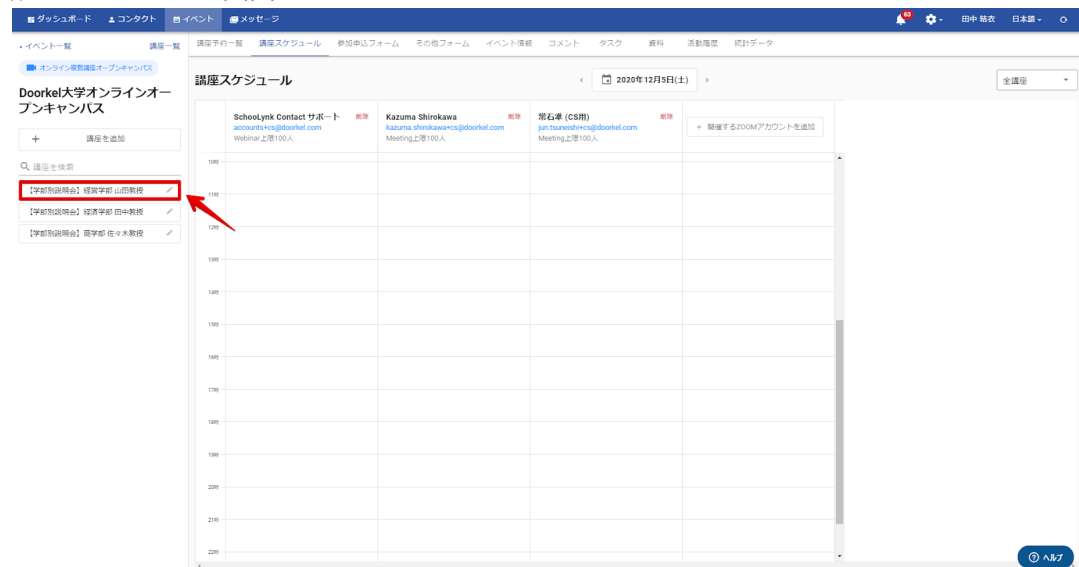 ダッシュボード コンタクト イベント メッセージ 63 田中 結衣 日本語
イベント一覧 講座一覧
講座予約一覧 講座スケジュール 参加申込フォーム その他フォーム イベント情報 コメント タスク 資料 活動履歴 統計データ
オンライン複数講座オープンキャンパス
Doorkel大学オンラインオー
プンキャンパス
+ 講座を追加
講座を検索
【学部別説明会】経営学部 山田教授
【学部別説明会】経済学部 田中教授
【学部別説明会】商学部 佐々木教授
講座スケジュール
2020年12月5日(土)
全講座
SchooLynk Contact サポート 削除
accounts+cs@doorkel.com
Webinar上限100人
Kazuma Shirokawa 削除
kazuma.shirokawa+cs@doorkel.com
Meeting上限100人
常石準 (CS用) 削除
jun.tsuneishi+cs@doorkel.com
Meeting上限100人
+ 開催するZOOMアカウントを追加
10時
11時
12時
13時
14時
15時
16時
17時
18時
19時
20時
21時
22時
ヘルプ